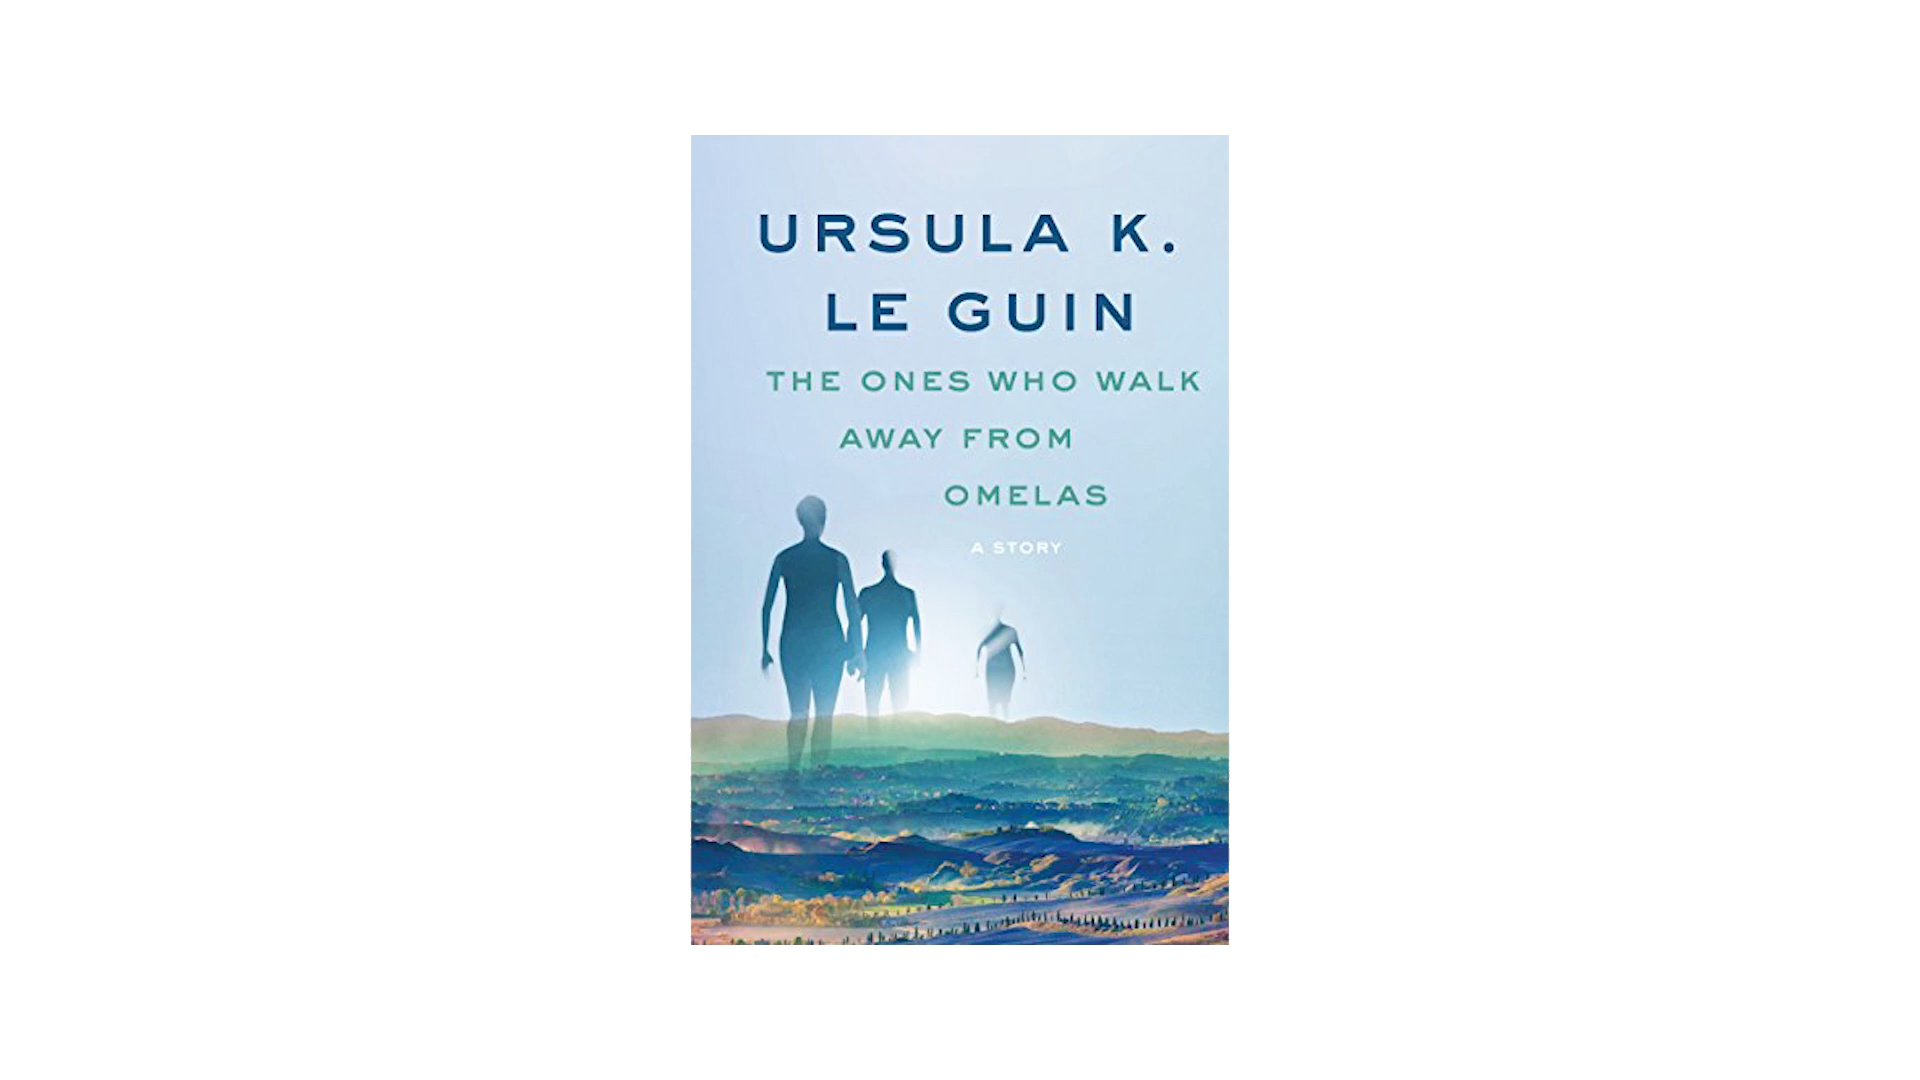 URSULA K.
LE GUIN
THE ONES WHO WALK
AWAY FROM
OMELAS
A STORY